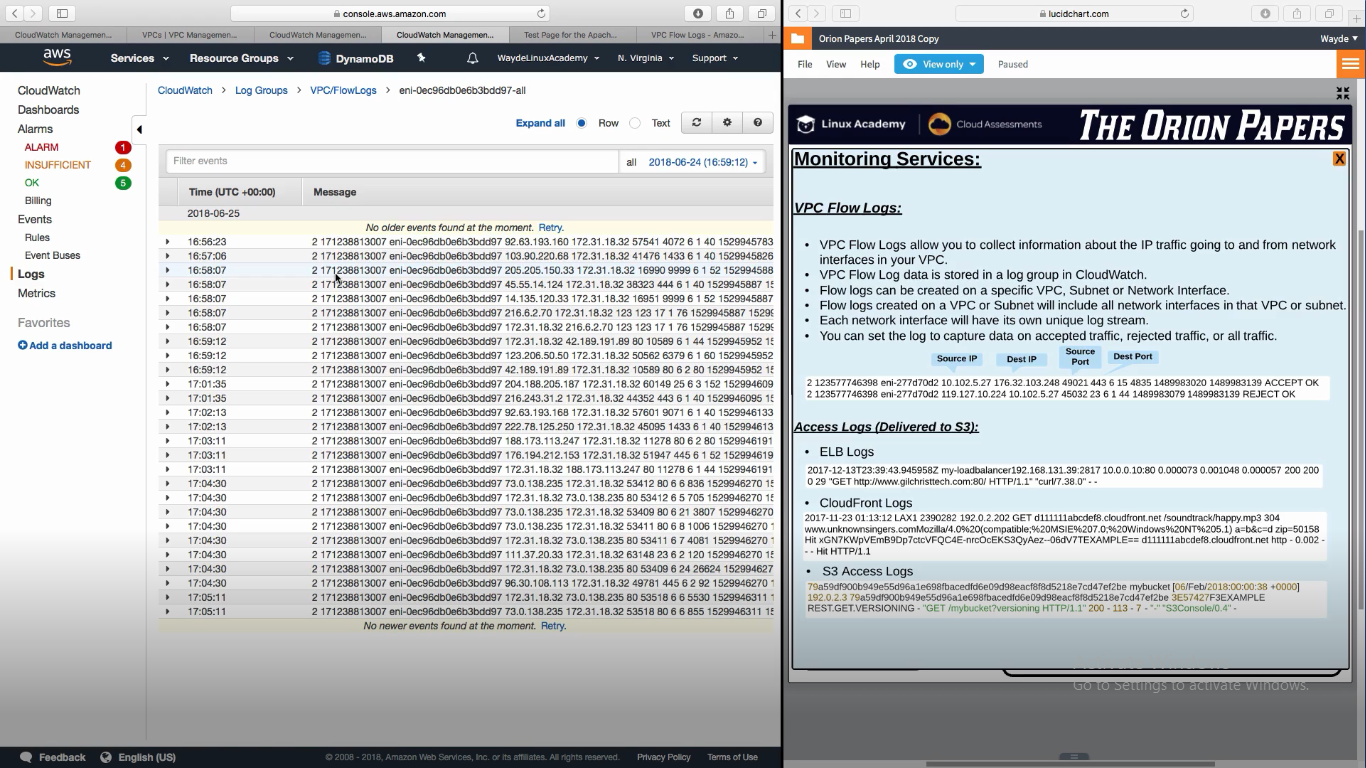 console.aws.amazon.com
CloudWatch Managemen...
VPCs | VPC Managemen...
CloudWatch Managemen...
CloudWatch Managemen...
Test Page for the Apach...
VPC Flow Logs - Amazo...
aws
Services
Resource Groups
DynamoDB
WaydeLinuxAcademy
N. Virginia
Support
CloudWatch
Dashboards
Alarms
ALARM 1
INSUFFICIENT 4
OK 5
Billing
Events
Rules
Event Buses
Logs
Metrics
Favorites
Add a dashboard
CloudWatch Log Groups VPC/FlowLogs eni-0ec96db0e6b3bdd97-all
Expand all Row Text
Filter events all 2018-06-24 (16:59:12)
Time (UTC +00:00) Message
2018-06-25
No older events found at the moment. Retry.
16:56:23 2 171238813007 eni-0ec96db0e6b3bdd97 92.63.193.160 172.31.18.32 57541 4072 6 1 40 1529945783
16:57:06 2 171238813007 eni-0ec96db0e6b3bdd97 103.90.220.68 172.31.18.32 41476 1433 6 1 40 1529945826
16:58:07 2 171238813007 eni-0ec96db0e6b3bdd97 205.205.150.33 172.31.18.32 16990 9999 6 1 52 1529945588
16:58:07 2 171238813007 eni-0ec96db0e6b3bdd97 45.55.14.124 172.31.18.32 38323 444 6 1 40 1529945887 15
16:58:07 2 171238813007 eni-0ec96db0e6b3bdd97 14.135.120.33 172.31.18.32 16951 9999 6 1 52 1529945887
16:58:07 2 171238813007 eni-0ec96db0e6b3bdd97 216.6.2.70 172.31.18.32 123 123 17 1 76 1529945887 1529
16:58:07 2 171238813007 eni-0ec96db0e6b3bdd97 172.31.18.32 216.6.2.70 123 123 17 1 76 1529945887 1529
16:59:12 2 171238813007 eni-0ec96db0e6b3bdd97 172.31.18.32 42.189.191.89 80 10589 6 1 44 1529945952 1
16:59:12 2 171238813007 eni-0ec96db0e6b3bdd97 123.206.50.50 172.31.18.32 50562 6379 6 1 60 1529945952
16:59:12 2 171238813007 eni-0ec96db0e6b3bdd97 42.189.191.89 172.31.18.32 10589 80 6 2 80 1529945952 1
17:01:35 2 171238813007 eni-0ec96db0e6b3bdd97 204.188.205.187 172.31.18.32 60149 25 6 1 40 1529946095
17:01:35 2 171238813007 eni-0ec96db0e6b3bdd97 216.243.31.2 172.31.18.32 44352 443 6 1 40 1529946095 15
17:02:13 2 171238813007 eni-0ec96db0e6b3bdd97 92.63.193.168 172.31.18.32 57601 9071 6 1 40 1529946133
17:02:13 2 171238813007 eni-0ec96db0e6b3bdd97 222.78.125.250 172.31.18.32 45095 1433 6 1 40 1529946133
17:03:11 2 171238813007 eni-0ec96db0e6b3bdd97 188.173.113.247 172.31.18.32 11278 80 6 2 80 1529946191
17:03:11 2 171238813007 eni-0ec96db0e6b3bdd97 176.194.212.153 172.31.18.32 51947 445 6 1 52 1529946191
17:03:11 2 171238813007 eni-0ec96db0e6b3bdd97 172.31.18.32 188.173.113.247 80 11278 6 1 44 1529946191
17:04:30 2 171238813007 eni-0ec96db0e6b3bdd97 73.0.138.235 172.31.18.32 53412 80 6 6 836 1529946270 1
17:04:30 2 171238813007 eni-0ec96db0e6b3bdd97 172.31.18.32 73.0.138.235 80 53412 6 5 705 1529946270 1
17:04:30 2 171238813007 eni-0ec96db0e6b3bdd97 73.0.138.235 172.31.18.32 53409 80 6 21 3807 1529946270
17:04:30 2 171238813007 eni-0ec96db0e6b3bdd97 73.0.138.235 172.31.18.32 53411 80 6 8 1006 1529946270
17:04:30 2 171238813007 eni-0ec96db0e6b3bdd97 172.31.18.32 73.0.138.235 80 53411 6 7 4081 1529946270
17:04:30 2 171238813007 eni-0ec96db0e6b3bdd97 111.37.20.33 172.31.18.32 63148 23 6 2 120 1529946270 1
17:04:30 2 171238813007 eni-0ec96db0e6b3bdd97 172.31.18.32 73.0.138.235 80 53409 6 24 26624 152994627
17:04:30 2 171238813007 eni-0ec96db0e6b3bdd97 96.30.108.113 172.31.18.32 49781 445 6 2 92 1529946270 1
17:05:11 2 171238813007 eni-0ec96db0e6b3bdd97 172.31.18.32 73.0.138.235 80 53518 6 6 5530 1529946311 1
17:05:11 2 171238813007 eni-0ec96db0e6b3bdd97 73.0.138.235 172.31.18.32 53518 80 6 6 855 1529946311 1
No newer events found at the moment. Retry.
Feedback English (US) © 2008 - 2018, Amazon Web Services, Inc. or its affiliates. All rights reserved. Privacy Policy Terms of Use
lucidchart.com
Orion Papers April 2018 Copy
Wayde
File View Help View only Paused
Linux Academy Cloud Assessments THE ORION PAPERS
Monitoring Services:
X
VPC Flow Logs:
• VPC Flow Logs allow you to collect information about the IP traffic going to and from network
interfaces in your VPC.
• VPC Flow Log data is stored in a log group in CloudWatch.
• Flow logs can be created on a specific VPC, Subnet or Network Interface.
• Flow logs created on a VPC or Subnet will include all network interfaces in that VPC or subnet.
• Each network interface will have its own unique log stream.
• You can set the log to capture data on accepted traffic, rejected traffic, or all traffic.
Source IP Dest IP Source Port Dest Port
2 123577746398 eni-277d70d2 10.102.5.27 176.32.103.248 49021 443 6 15 4835 1489983020 1489983139 ACCEPT OK
2 123577746398 eni-277d70d2 119.127.10.224 10.102.5.27 45032 23 6 1 44 1489983079 1489983139 REJECT OK
Access Logs (Delivered to S3):
• ELB Logs
2017-12-13T23:39:43.945958Z my-loadbalancer192.168.131.39:2817 10.0.0.10:80 0.000073 0.001048 0.000057 200 200
0 29 "GET http://www.gilchristtech.com:80/ HTTP/1.1" "curl/7.38.0" - -
• CloudFront Logs
2017-11-23 01:13:12 LAX1 2390282 192.0.2.202 GET d111111abcdef8.cloudfront.net /soundtrack/happy.mp3 304
www.unknownsingers.comMozilla/4.0%20(compatible;%20MSIE%207.0;%20Windows%20NT%205.1) a=b&c=d zip=50158
Hit xGN7KWpVEmB9Dp7ctcVFQC4E-nrcOcEKS3QyAez--06dV7TEXAMPLE== d111111abcdef8.cloudfront.net http - 0.002 -
- - Hit HTTP/1.1
• S3 Access Logs
79a59df900b949e55d96a1e698fbacedfd6e09d98eacf8f8d5218e7cd47ef2be mybucket [06/Feb/2018:00:00:38 +0000]
192.0.2.3 79a59df900b949e55d96a1e698fbacedfd6e09d98eacf8f8d5218e7cd47ef2be 3E57427F3EXAMPLE
REST.GET.VERSIONING - "GET /mybucket?versioning HTTP/1.1" 200 - 113 - 7 - "-" "S3Console/0.4" -
Go to Settings to activate Windows.